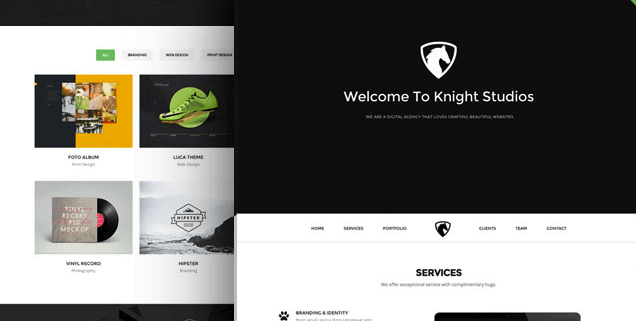 ALL
BRANDING
WEB DESIGN
PRINT DESIGN
FOTO ALBUM
Print Design
LUCA THEME
Web Design
VINYL
RECORD
PSD
MOCKUP
HIPSTER
VINYL RECORD
Photography
HIPSTER
Branding
Welcome To Knight Studios
WE ARE A DIGITAL AGENCY THAT LOVES CRAFTING BEAUTIFUL WEBSITES.
HOME SERVICES PORTFOLIO CLIENTS TEAM CONTACT
SERVICES
We offer exceptional service with complimentary hugs.
BRANDING & IDENTITY